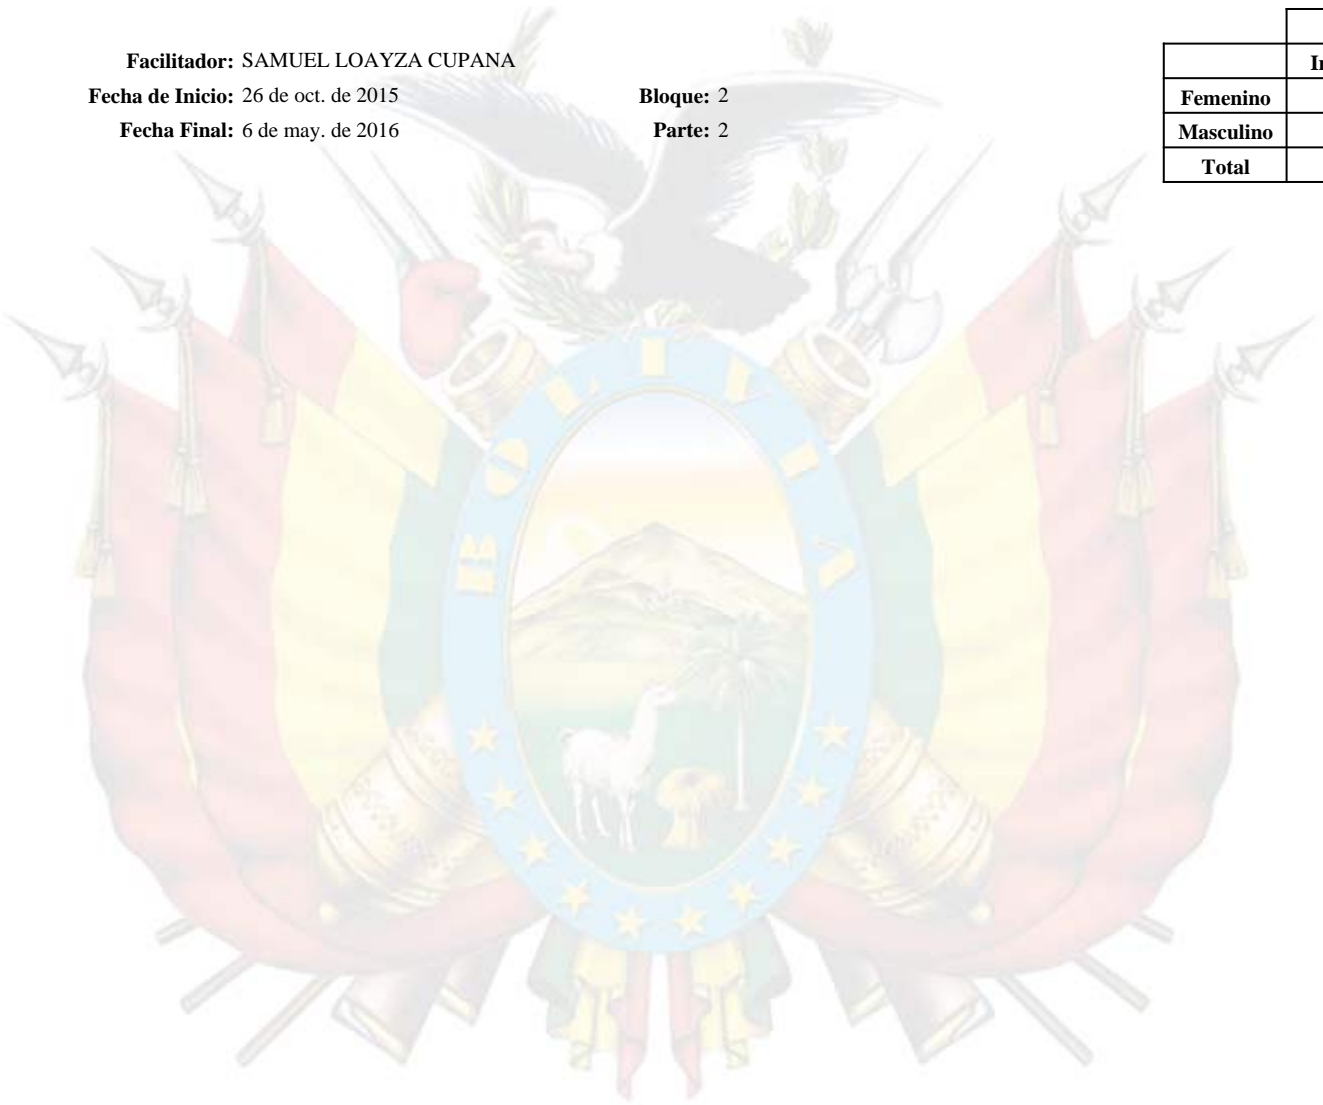 Facilitador: SAMUEL LOAYZA CUPANA
Fecha de Inicio: 26 de oct. de 2015 Bloque: 2
Fecha Final: 6 de may. de 2016 Parte: 2
Femenino
Masculino
Total
BOLIVIA